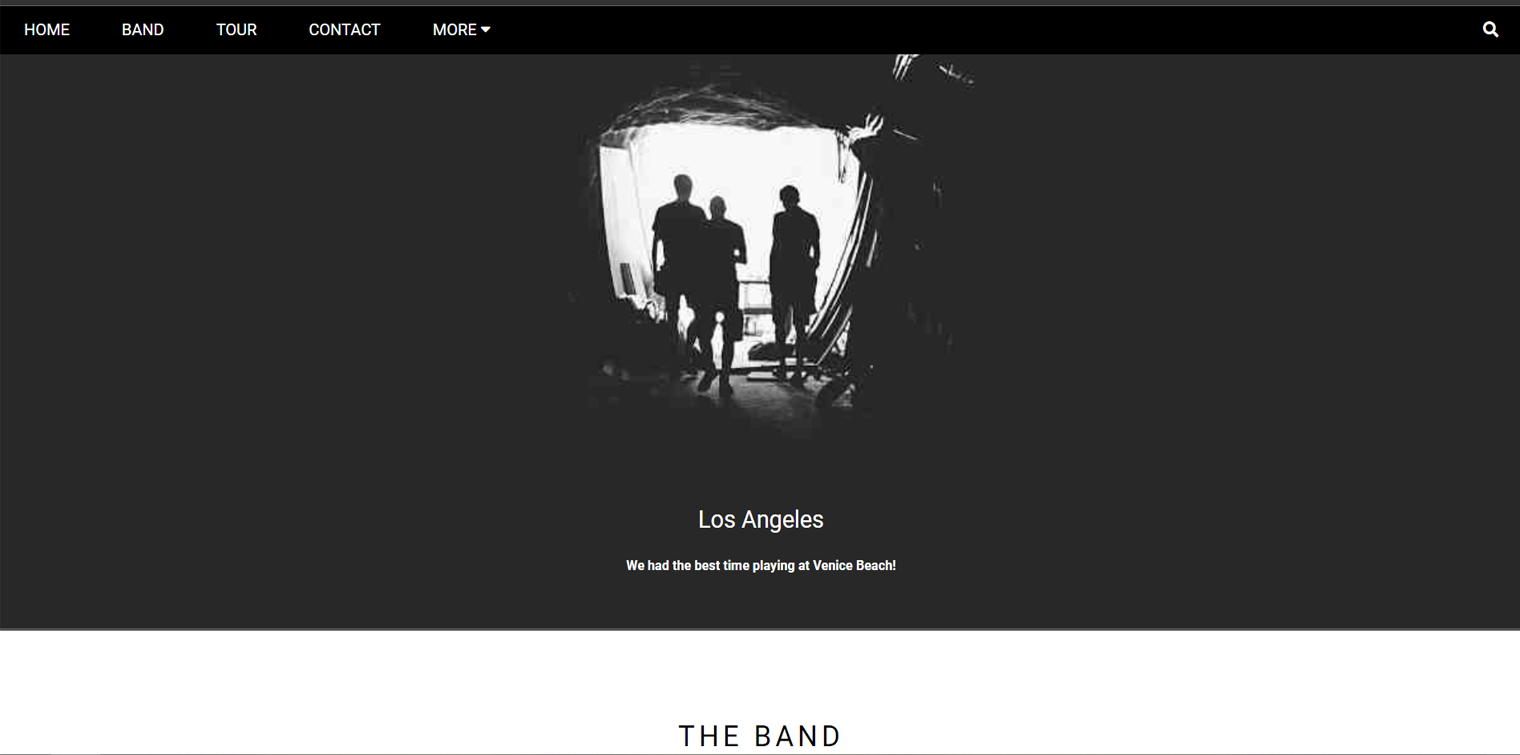 HOME BAND TOUR CONTACT MORE
Los Angeles
We had the best time playing at Venice Beach!
THE BAND